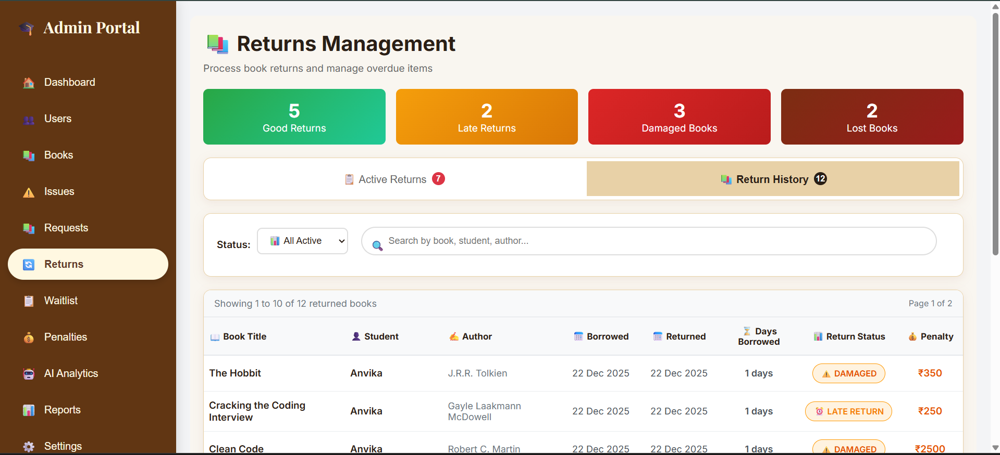 Admin Portal
Dashboard
Users
Books
Issues
Requests
Returns
Waitlist
Penalties
AI Analytics
Reports
Settings
Returns Management
Process book returns and manage overdue items
5
Good Returns
2
Late Returns
3
Damaged Books
2
Lost Books
Active Returns 7
Return History 12
Status:
All Active
Search by book, student, author...
Showing 1 to 10 of 12 returned books
Page 1 of 2
Book Title
Student
Author
Borrowed
Returned
Days
Borrowed
Return Status
Penalty
The Hobbit
Anvika
J.R.R. Tolkien
22 Dec 2025
22 Dec 2025
1 days
DAMAGED
₹350
Cracking the Coding
Interview
Anvika
Gayle Laakmann
McDowell
22 Dec 2025
22 Dec 2025
1 days
LATE RETURN
₹250
Clean Code
Anvika
Robert C. Martin
22 Dec 2025
22 Dec 2025
1 days
DAMAGED
₹2500